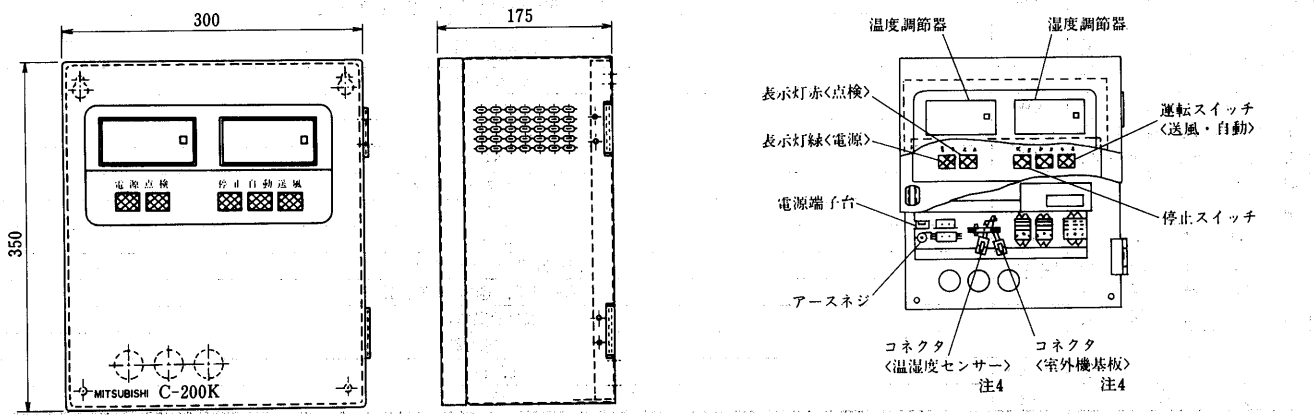 300
175
350
電源 点検 停止 自動 送風
MITSUBISHI C-200K
温度調節器
湿度調節器
表示灯赤<点検>
表示灯緑<電源>
運転スイッチ
<送風・自動>
電源端子台
停止スイッチ
アースネジ
コネクタ
<温湿度センサー>
注4
コネクタ
<室外機基板>
注4